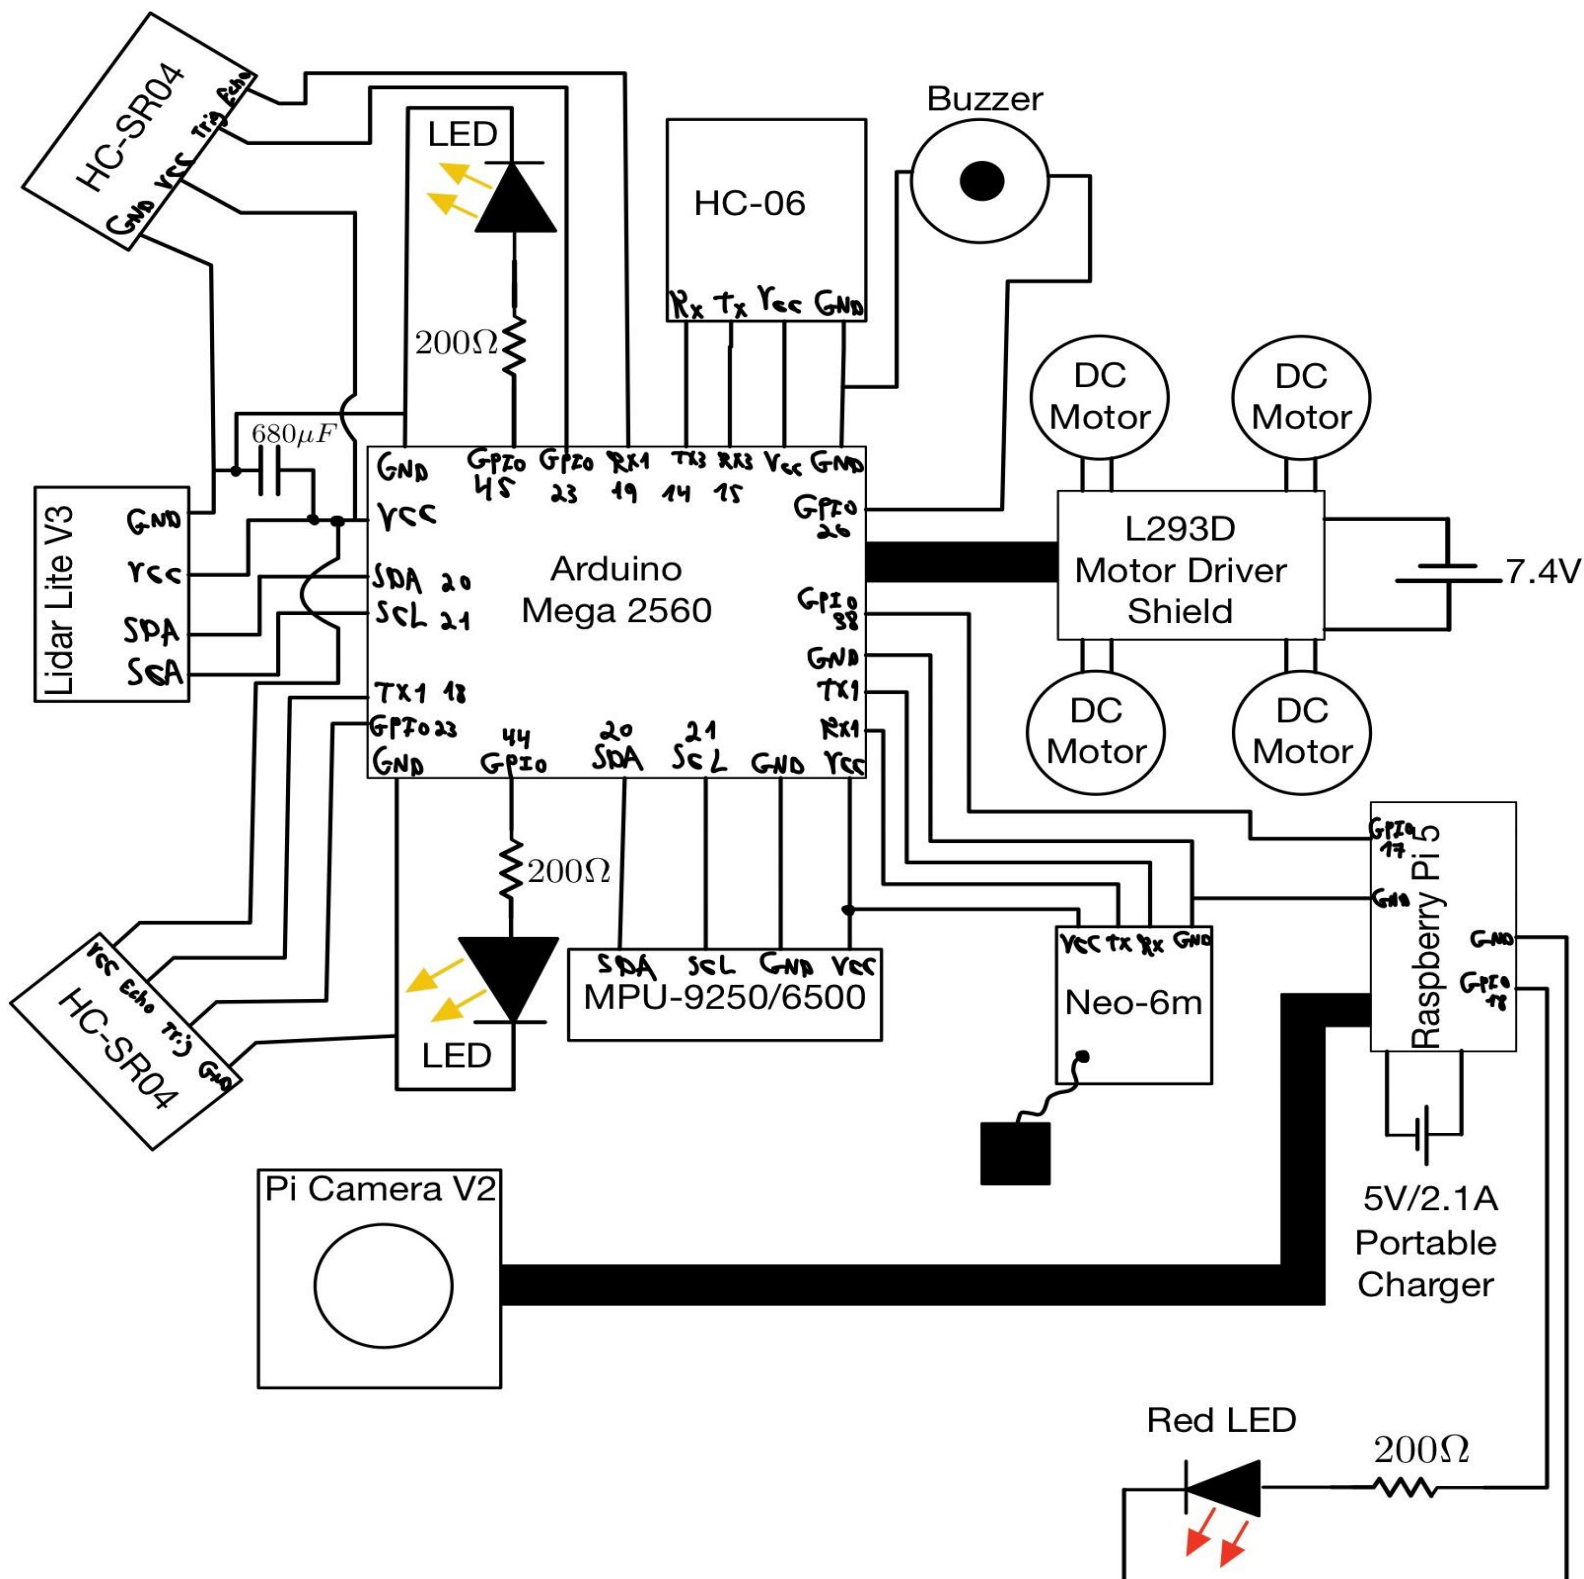 HC-SR04
Echo
Trig
VCC
GND
LED
200Ω
HC-06
Rx Tx Vcc GND
Buzzer
DC
Motor
DC
Motor
680μF
Lidar Lite V3
GND
VCC
SDA
SCA
GND
GPIO
45
GPIO
23
RX1
19
TX3
14
RX3
15
Vcc
GND
VCC
SDA 20
SCL 21
TX1 18
GPIO 23
GND
Arduino
Mega 2560
GPIO
26
GPIO
38
GND
TX1
RX1
VCC
44
GPIO
20
SDA
21
SCL
GND
L293D
Motor Driver
Shield
7.4V
DC
Motor
DC
Motor
200Ω
LED
VCC
Echo
Trig
GND
HC-SR04
SDA SCL GND VCC
MPU-9250/6500
VCC TX RX GND
Neo-6m
GPIO
17
GND
Raspberry Pi 5
GND
GPIO
18
5V/2.1A
Portable
Charger
Pi Camera V2
Red LED
200Ω